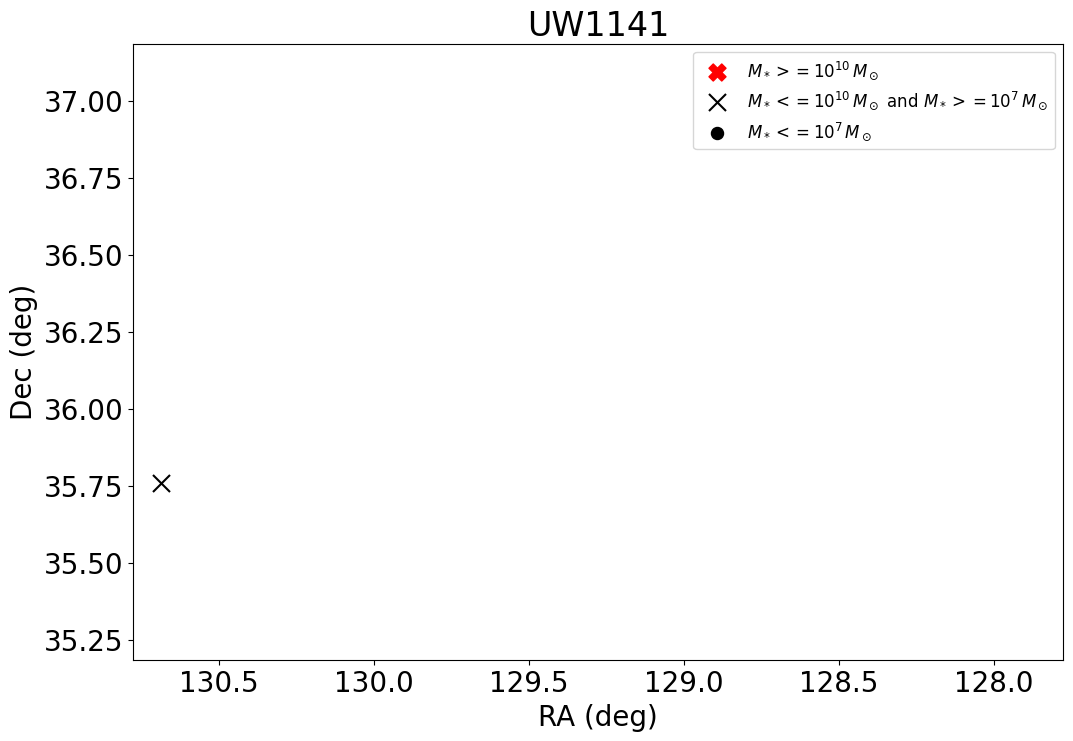 UW1141
M* >= 10^10 M⊙
M* <= 10^10 M⊙ and M* >= 10^7 M⊙
M* <= 10^7 M⊙
37.00
36.75
36.50
36.25
36.00
35.75
35.50
35.25
Dec (deg)
130.5 130.0 129.5 129.0 128.5 128.0
RA (deg)